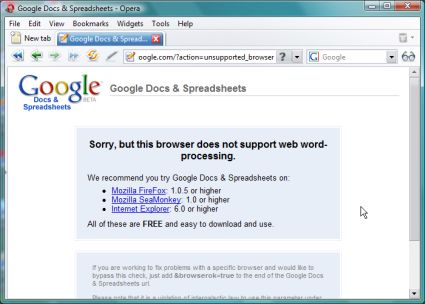 Google Docs & Spreadsheets - Opera
File Edit View Bookmarks Widgets Tools Help
New tab Google Docs & Spread...
oogle.com/?action=unsupported_browser ? Google
Google BETA
Docs &
Spreadsheets
Google Docs & Spreadsheets
Sorry, but this browser does not support web word-
processing.
We recommend you try Google Docs & Spreadsheets on:
• Mozilla FireFox: 1.0.5 or higher
• Mozilla SeaMonkey: 1.0 or higher
• Internet Explorer: 6.0 or higher
All of these are FREE and easy to download and use.
If you are working to fix problems with a specific browser and would like to
bypass this check, just add &browserok=true to the end of the Google Docs
& Spreadsheets url.
Please note that it is a violation of intergalactic law to use this parameter under